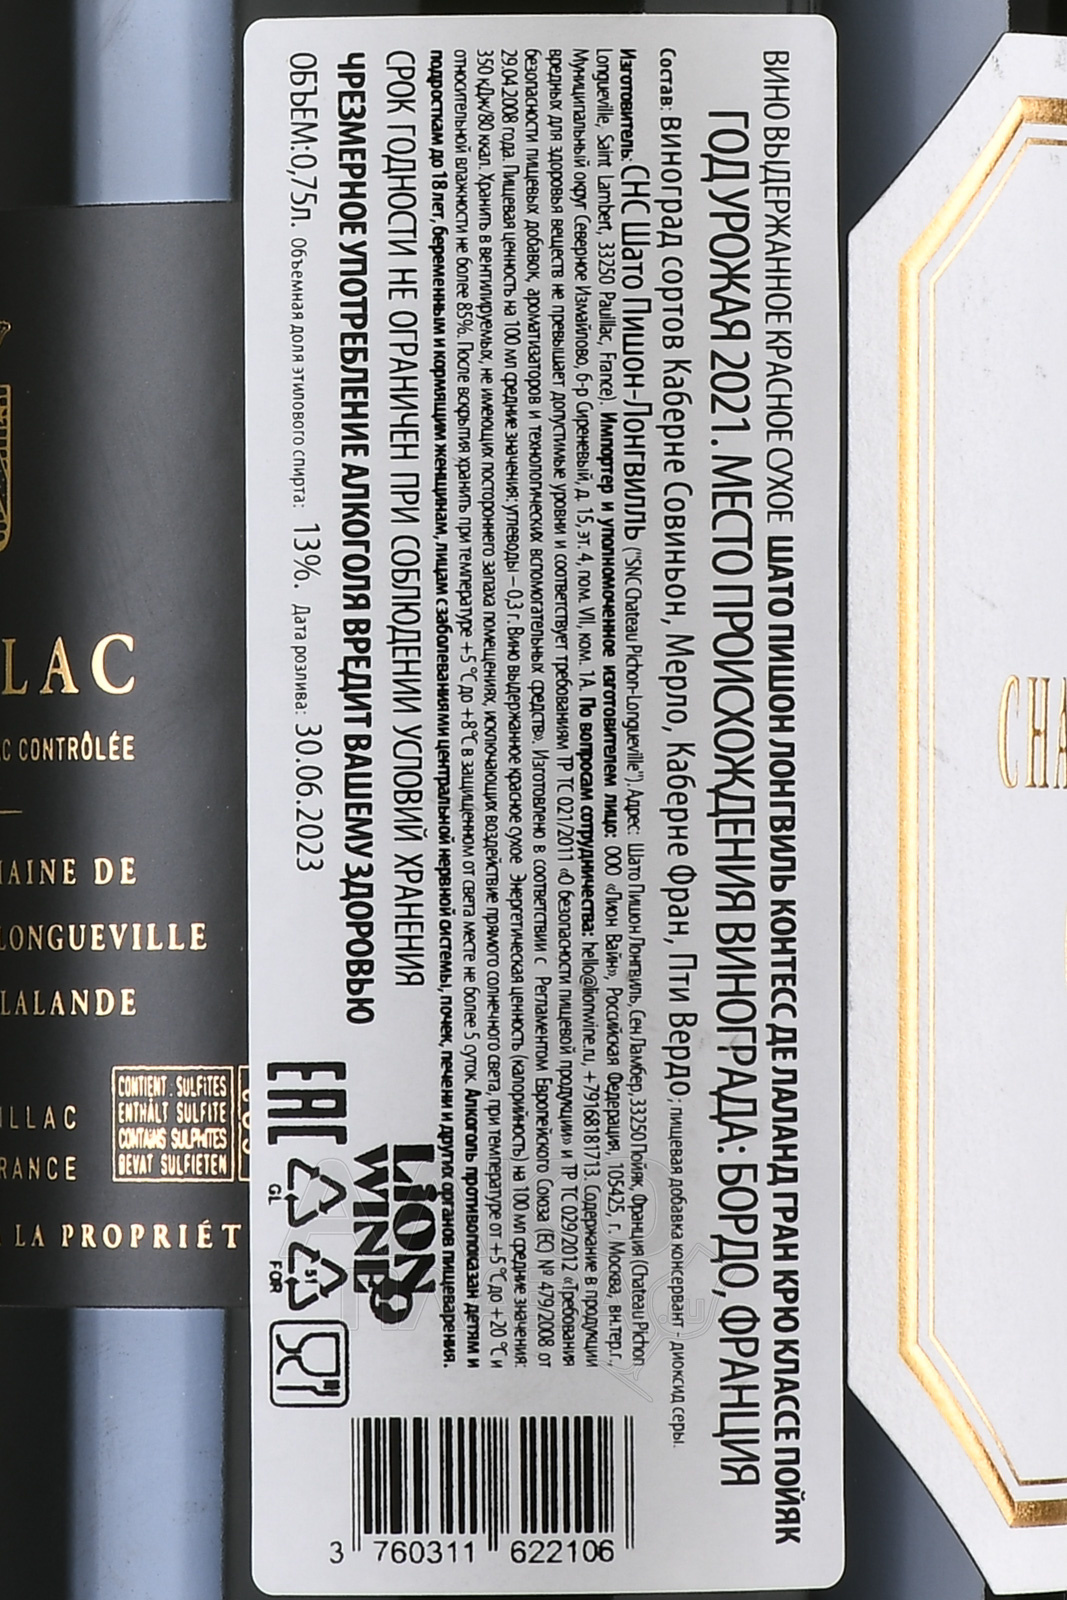 ВИНО ВЫДЕРЖАННОЕ КРАСНОЕ СУХОЕ ШАТО ПИШОН ЛОНГВИЛЬ КОНТЕСС ДЕ ЛАЛАНД ГРАН КРЮ КЛАССЕ ПОЙЯК
ГОД УРОЖАЯ 2021. МЕСТО ПРОИСХОЖДЕНИЯ ВИНОГРАДА: БОРДО, ФРАНЦИЯ
Состав: Виноград сортов Каберне Совиньон, Мерло, Каберне Фран, Пти Вердо; пищевая добавка консервант - диоксид серы.
Изготовитель: СНС Шато Пишон-Лонгвилль ("SNC Chateau Pichon-Longueville"), Адрес: Шато Пишон Лонгвиль, Сен Ламбер, 33250 Пойяк, Франция (Chateau Pichon
Longueville, Saint Lambert, 33250 Pauillac, France). Импортер и уполномоченное изготовителем лицо: ООО «Лион Вайн», Российская Федерация, 105425, г. Москва, вн.тер.г.,
Муниципальный округ Северное Измайлово, б-р Сиреневый, д. 15, эт. 4, пом. VII, ком. 1А. По вопросам сотрудничества: hello@lionwine.ru, +79168181713. Содержание в продукции
вредных для здоровья веществ не превышает допустимые уровни и соответствует требованиям ТР ТС 021/2011 «О безопасности пищевой продукции» и ТР ТС 029/2012 «Требования
безопасности пищевых добавок, ароматизаторов и технологических вспомогательных средств». Изготовлено в соответствии с Регламентом Европейского Союза (ЕС) № 479/2008 от
29.04.2008 года. Пищевая ценность на 100 мл средние значения: углеводы – 0,3 г. Вино выдержанное красное сухое Энергетическая ценность (калорийность) на 100 мл средние значения:
350 кДж/80 ккал. Хранить в вентилируемых, не имеющих постороннего запаха помещениях, исключающих воздействие прямого солнечного света, при температуре от +5 °C до +20 °C и
относительной влажности не более 85%. После вскрытия хранить при температуре +5 °C до +8°C в защищенном от света месте не более 5 суток. Алкоголь противопоказан детям и
подросткам до 18 лет, беременным и кормящим женщинам, лицам с заболеваниями центральной нервной системы, почек, печени и других органов пищеварения.
СРОК ГОДНОСТИ НЕ ОГРАНИЧЕН ПРИ СОБЛЮДЕНИИ УСЛОВИЙ ХРАНЕНИЯ
ЧРЕЗМЕРНОЕ УПОТРЕБЛЕНИЕ АЛКОГОЛЯ ВРЕДИТ ВАШЕМУ ЗДОРОВЬЮ
ОБЪЕМ:0,75л. Объемная доля этилового спирта: 13%. Дата розлива: 30.06.2023
LION
WINE
EAC
GL
51
FOR
3 760311 622106
LAC
C CONTRÔLÉE
AINE DE
LONGUEVILLE
LALANDE
LLAC
RANCE
LA PROPRIÉT
CONTIENT SULFITES
ENTHÄLT SULFITE
CONTAINS SULPHITES
BEVAT SULFIETEN
CHA